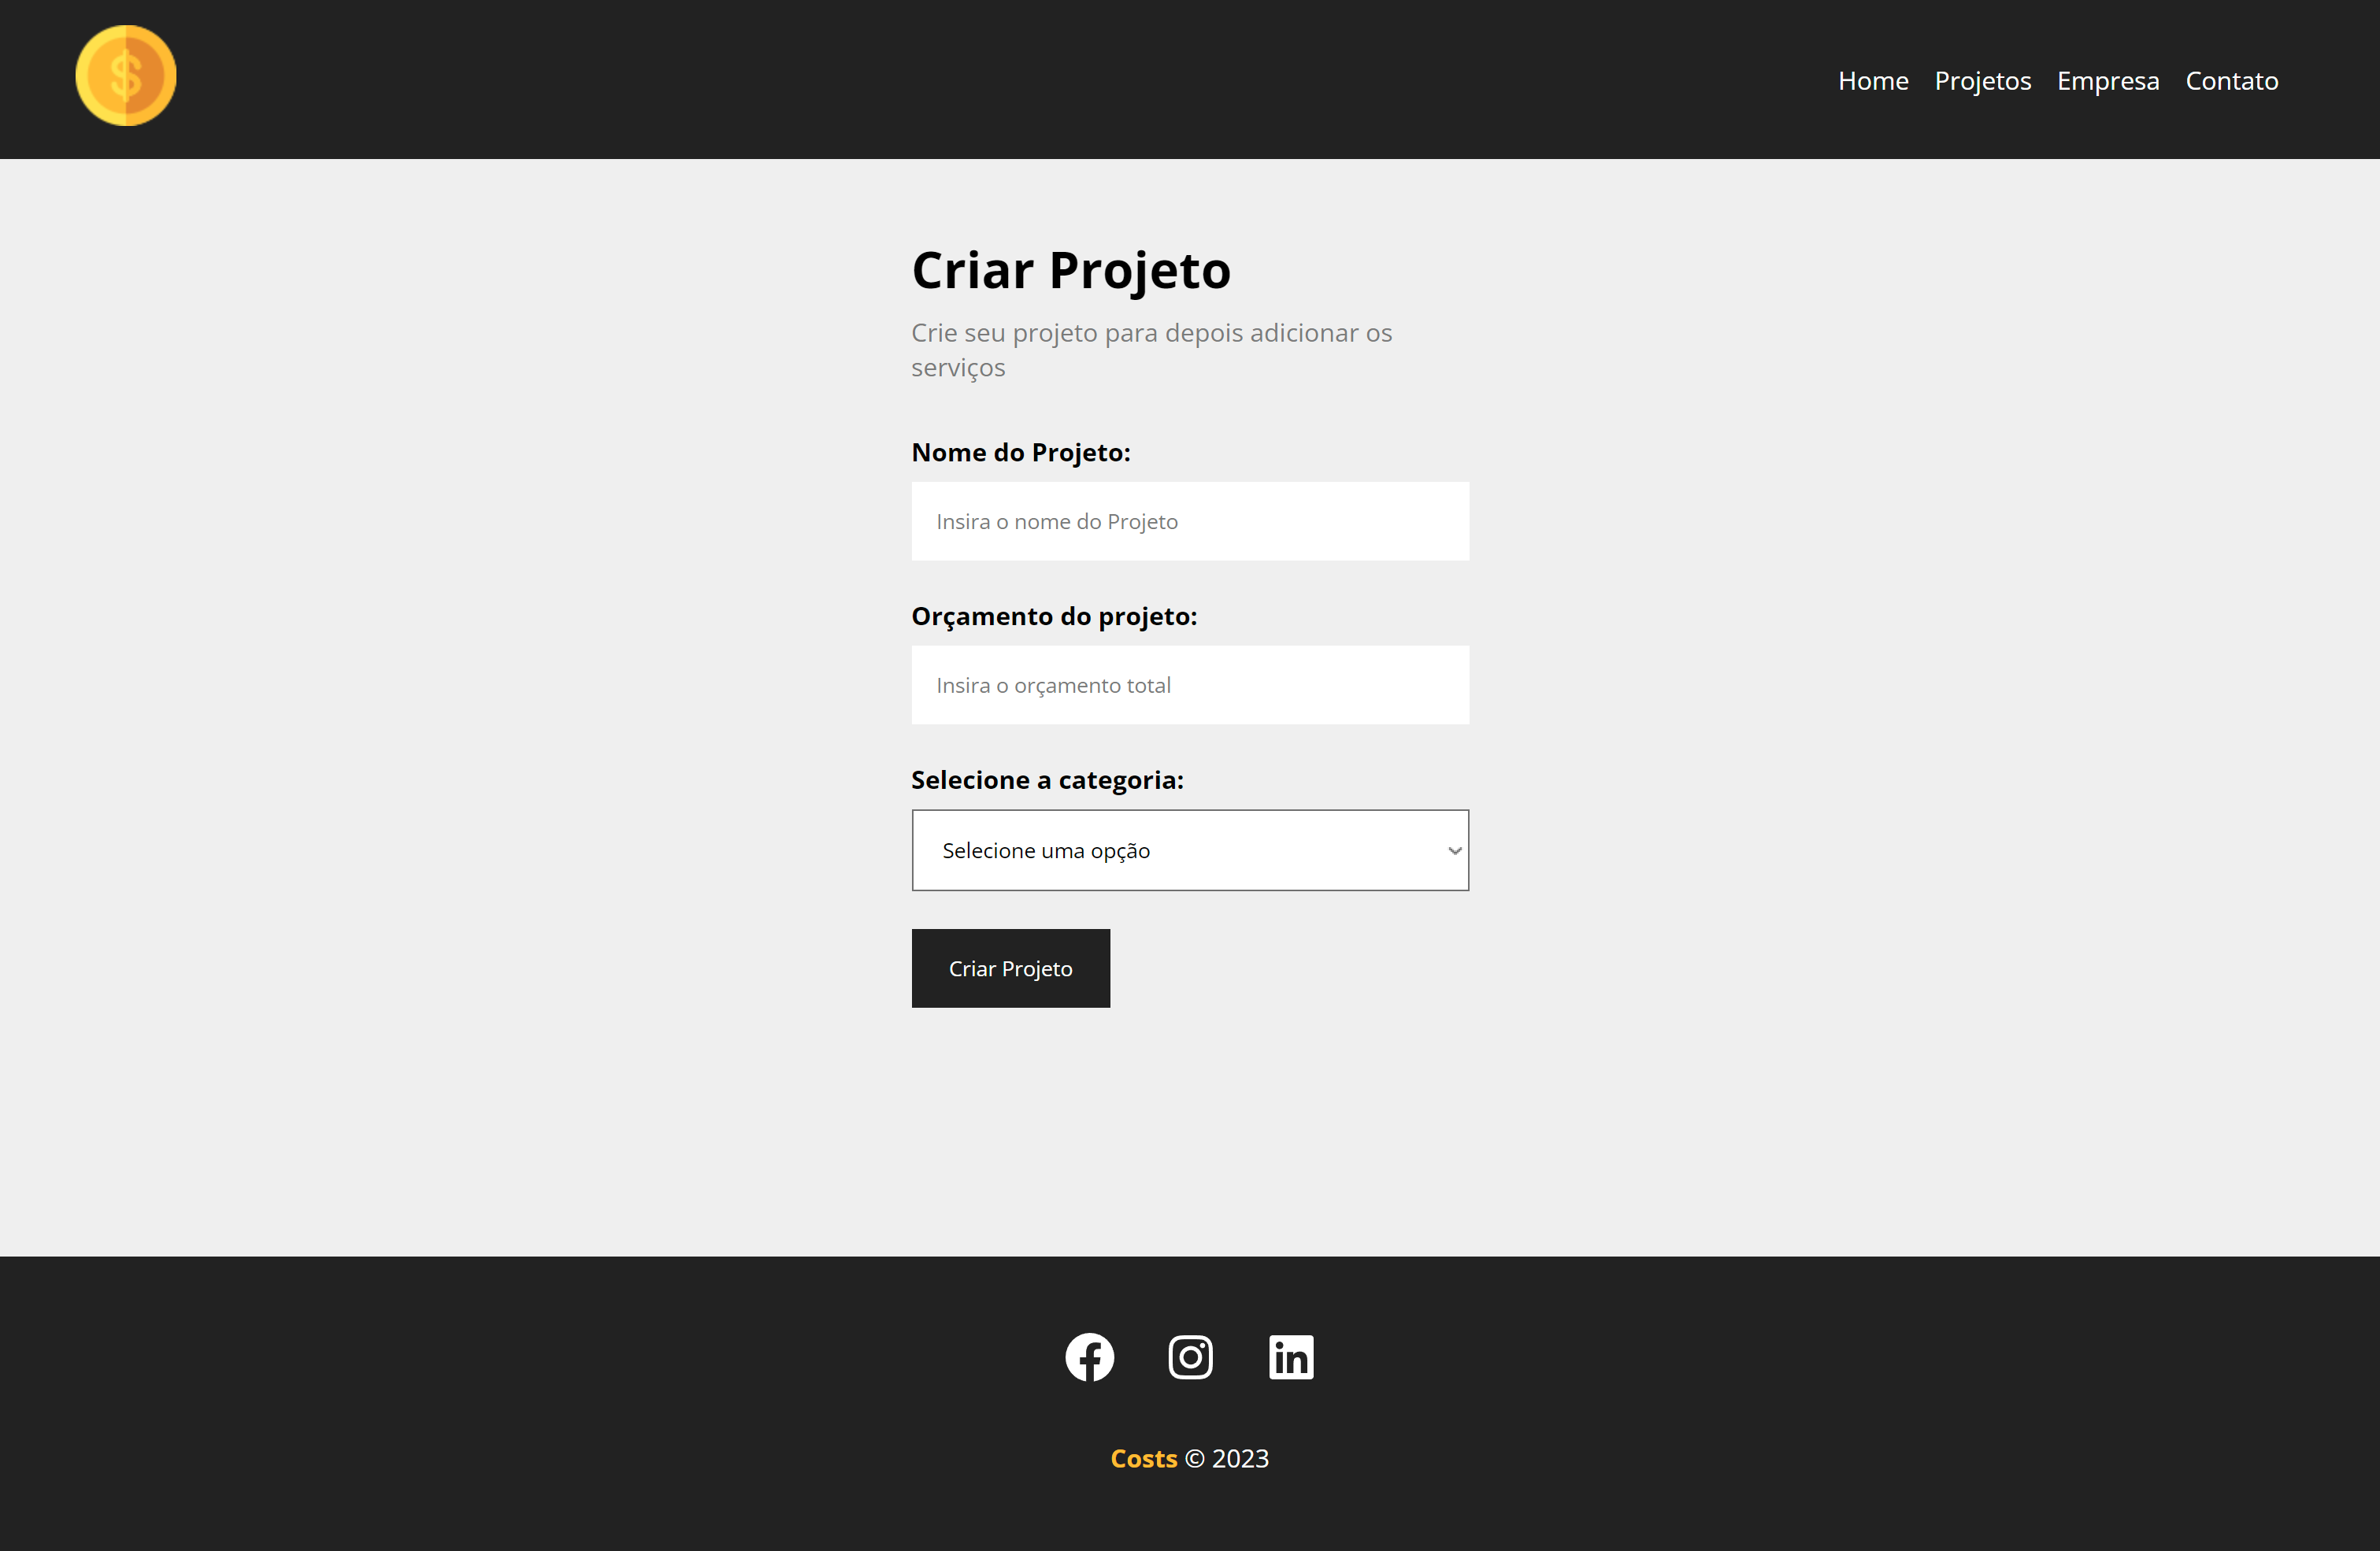 $
Home Projetos Empresa Contato
Criar Projeto
Crie seu projeto para depois adicionar os
serviços
Nome do Projeto:
Insira o nome do Projeto
Orçamento do projeto:
Insira o orçamento total
Selecione a categoria:
Selecione uma opção
Criar Projeto
Costs © 2023